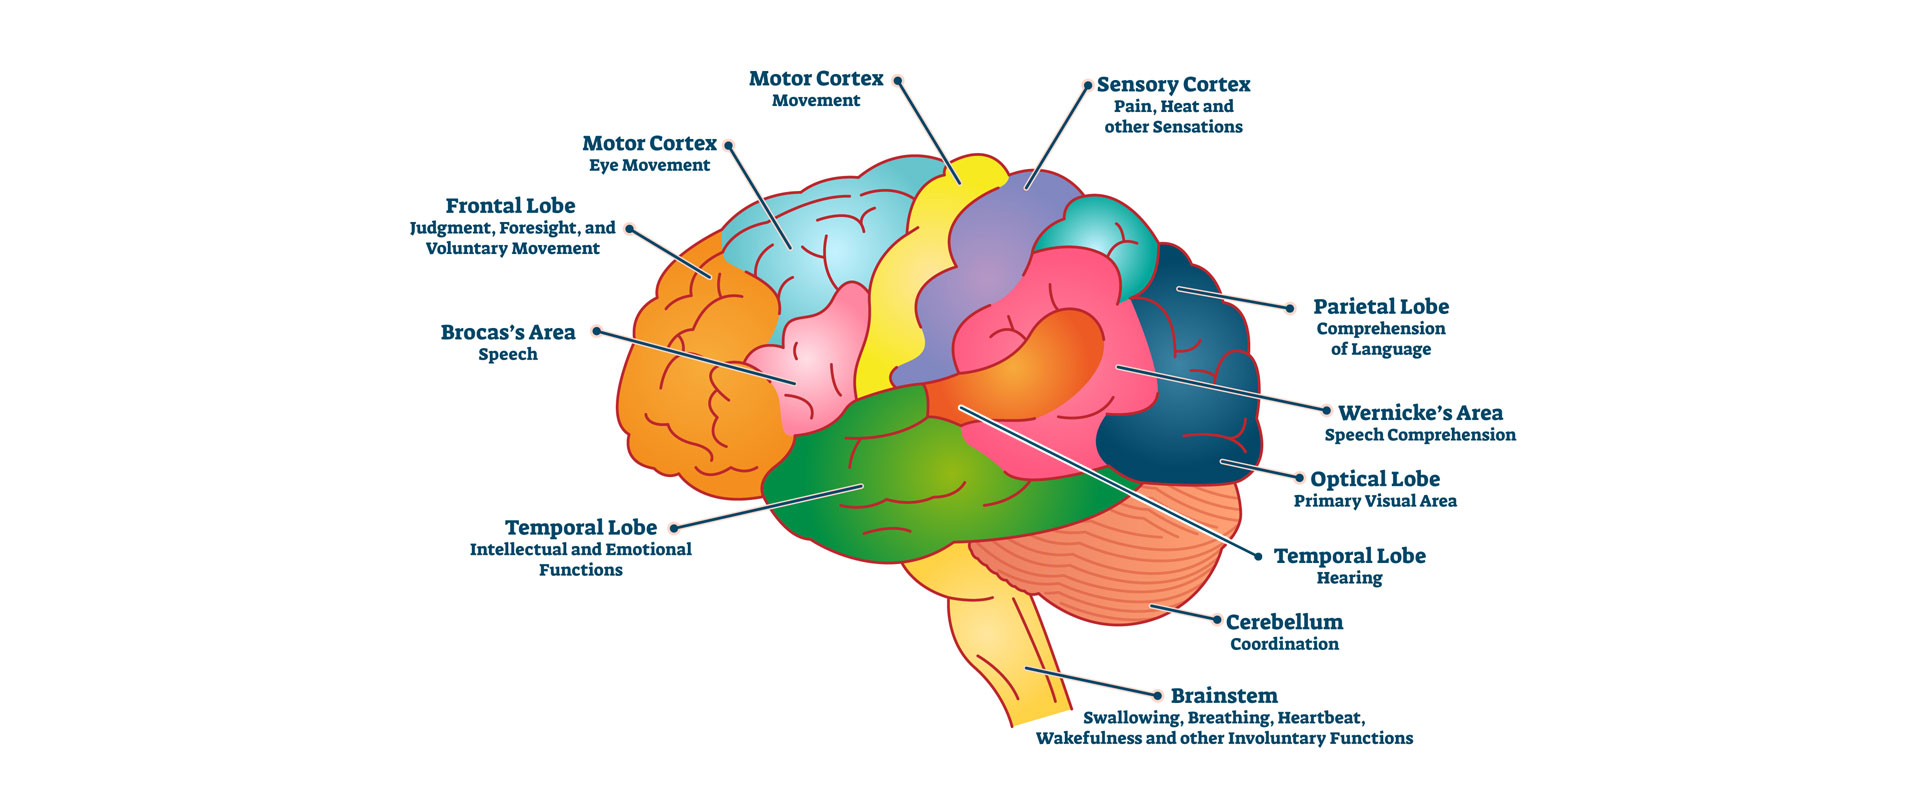 Motor Cortex
Movement
Sensory Cortex
Pain, Heat and
other Sensations
Motor Cortex
Eye Movement
Frontal Lobe
Judgment, Foresight, and
Voluntary Movement
Brocas's Area
Speech
Parietal Lobe
Comprehension
of Language
Wernicke's Area
Speech Comprehension
Optical Lobe
Primary Visual Area
Temporal Lobe
Intellectual and Emotional
Functions
Temporal Lobe
Hearing
Cerebellum
Coordination
Brainstem
Swallowing, Breathing, Heartbeat,
Wakefulness and other Involuntary Functions